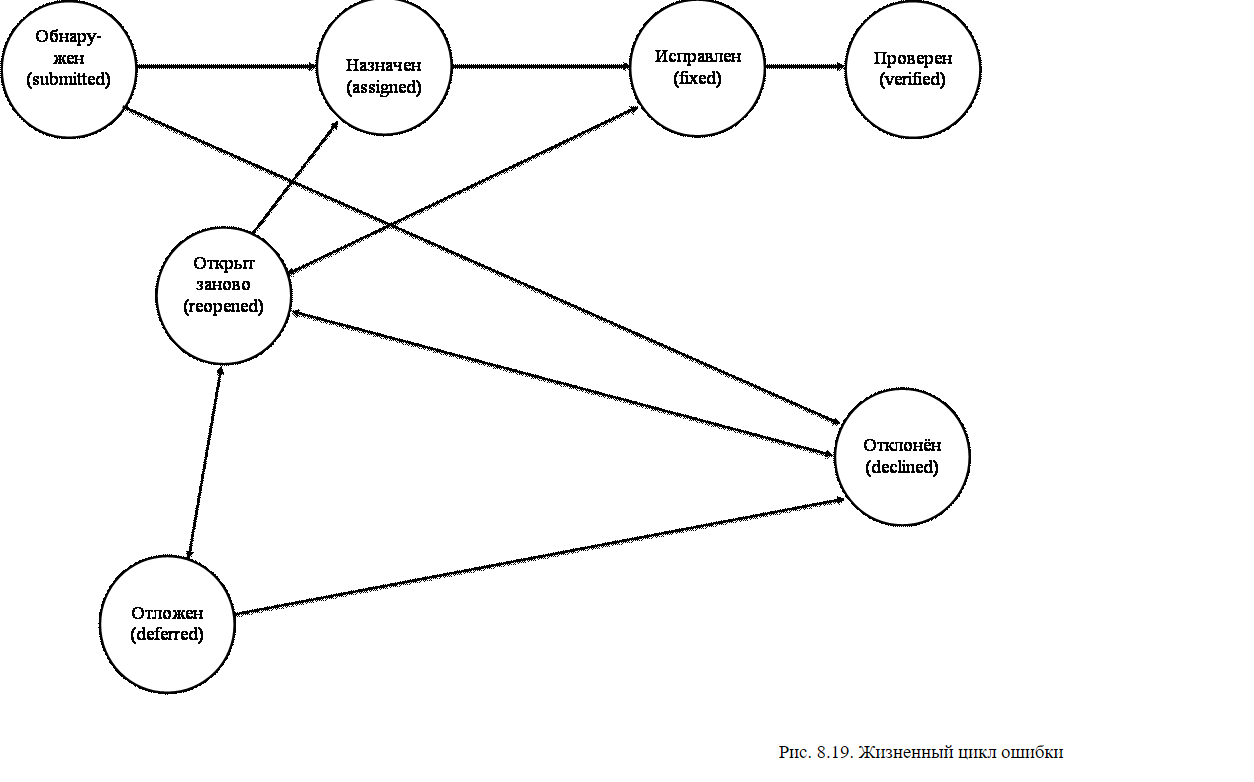 Обнару-
жен
(submitted)
Назначен
(assigned)
Исправлен
(fixed)
Проверен
(verified)
Открыт
заново
(reopened)
Отклонён
(declined)
Отложен
(deferred)
Рис. 8.19. Жизненный цикл ошибки